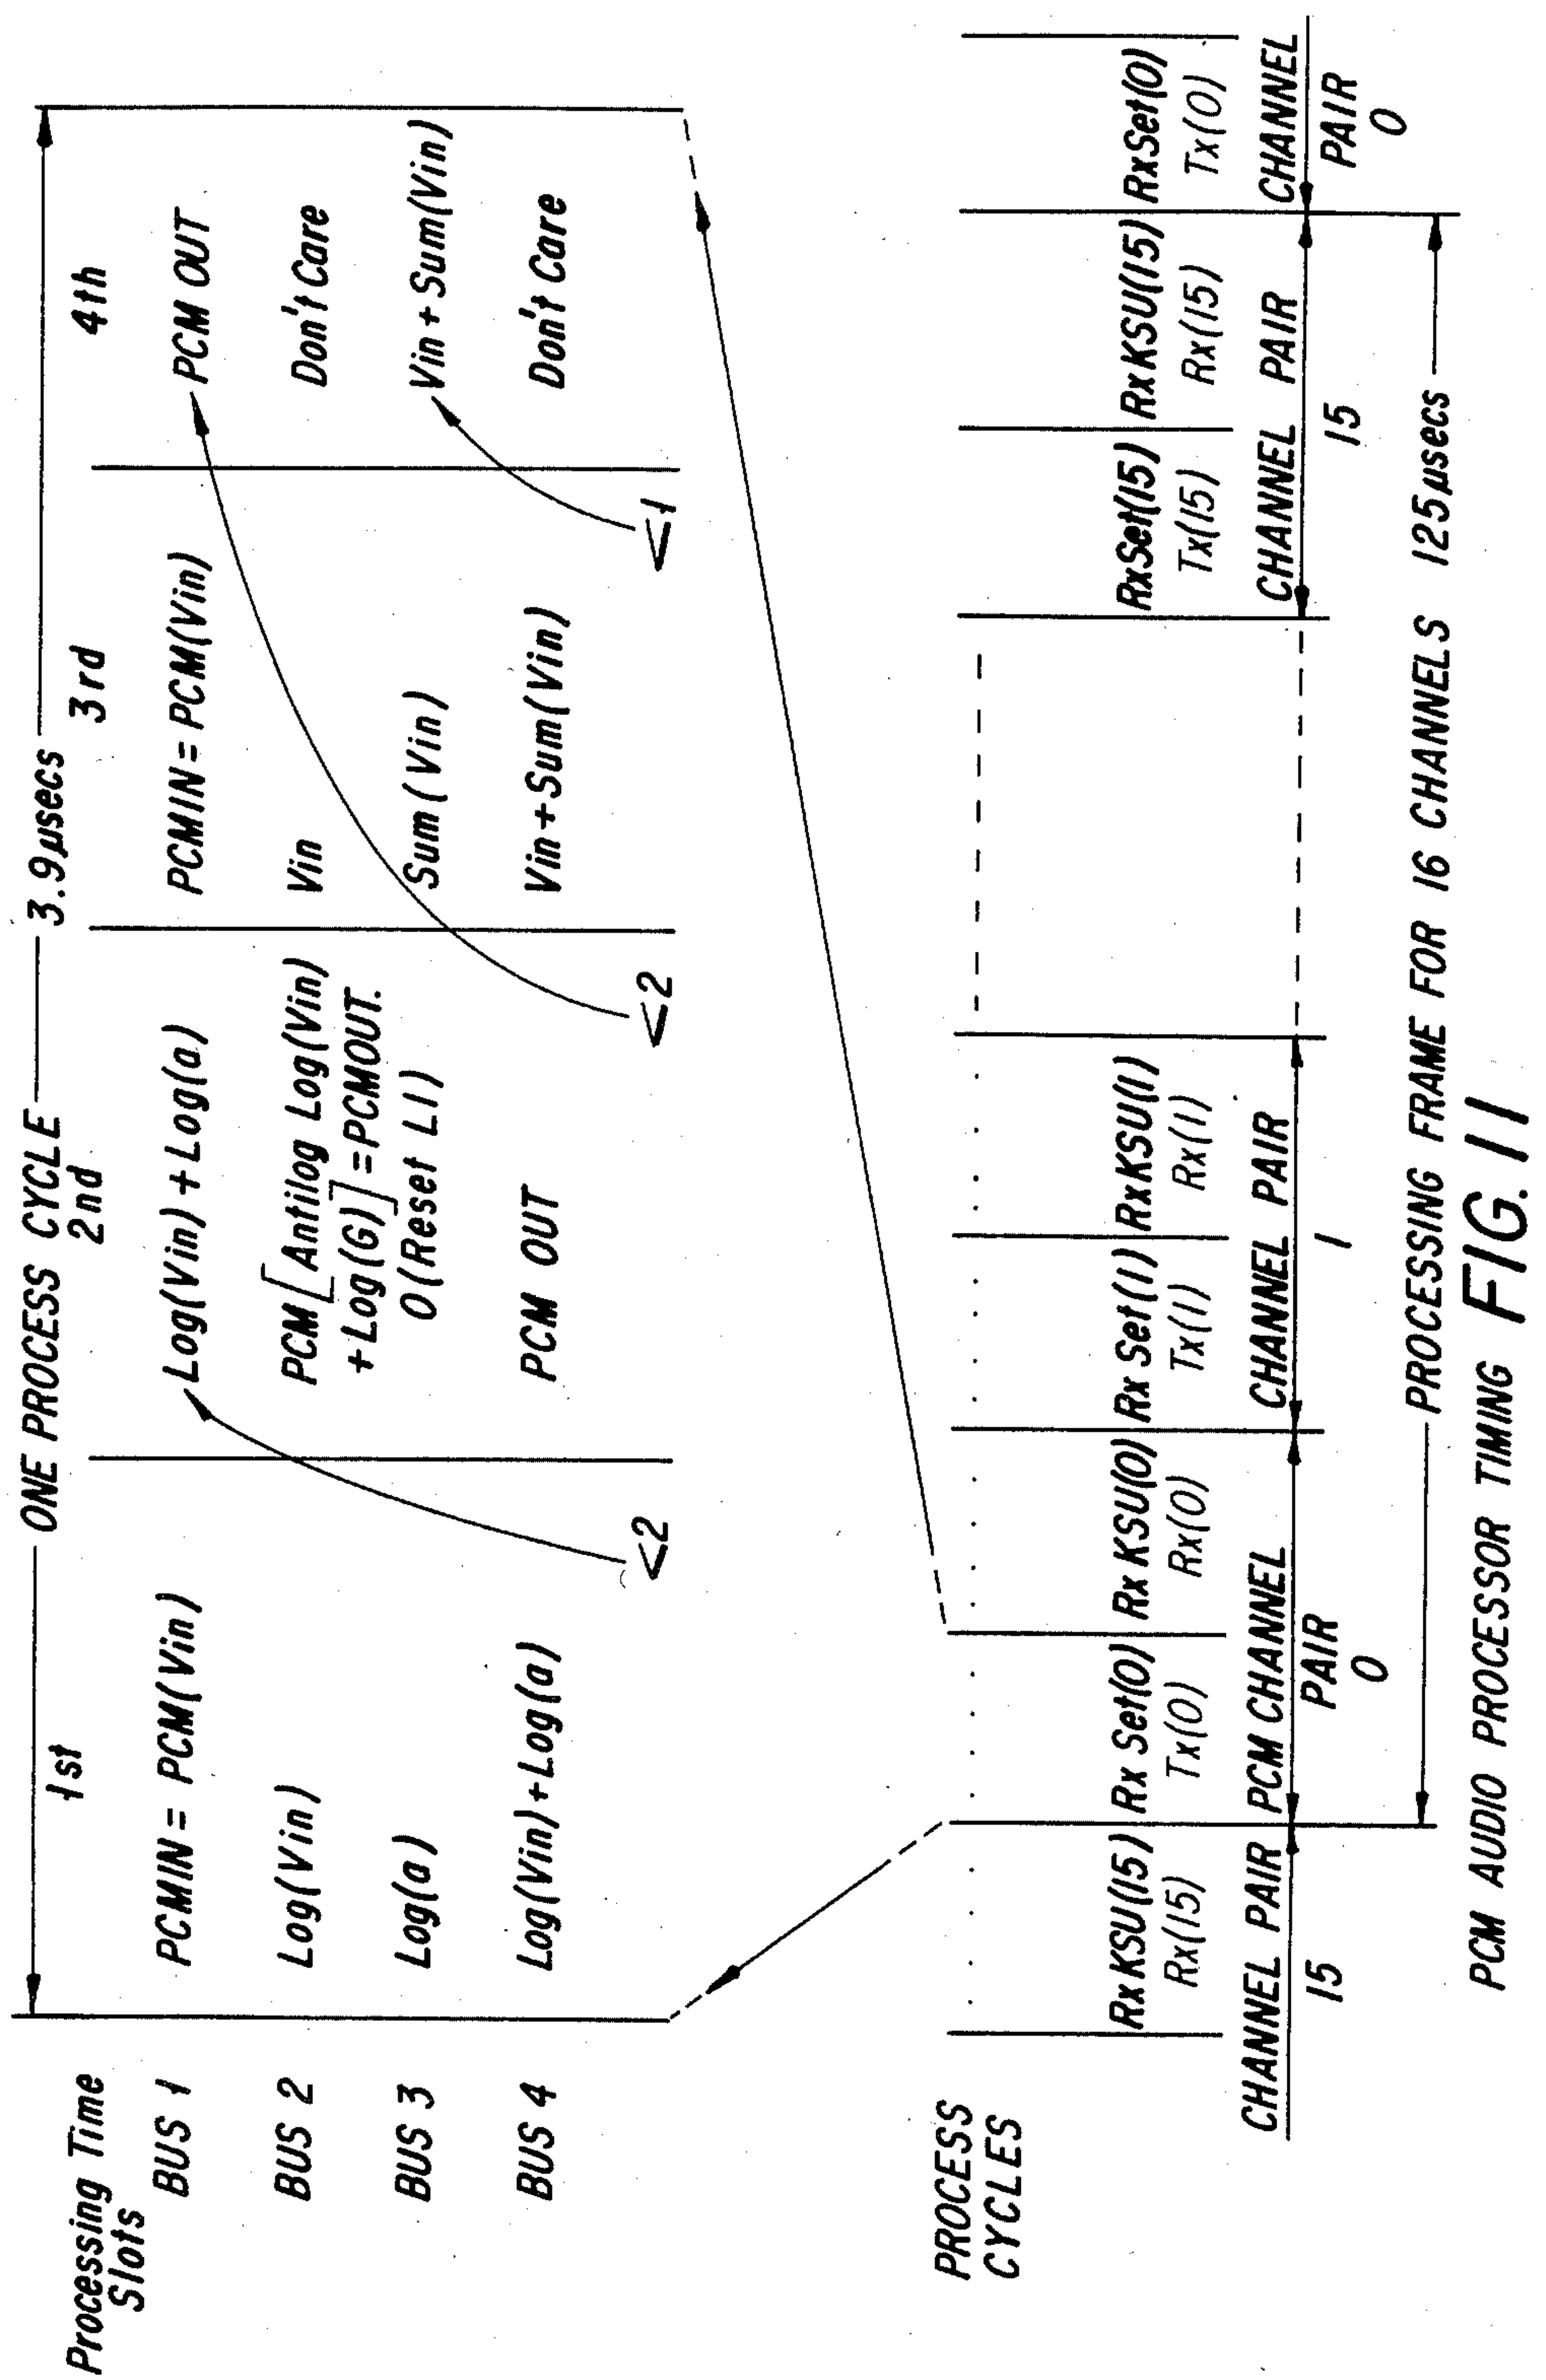 ONE PROCESS CYCLE 3.9µsecs
Processing Time
Slots
1st 2nd 3rd 4th
BUS 1 PCMIN = PCM(Vin) Log(Vin)+Log(a) PCMIN = PCM(Vin) PCM OUT
BUS 2 Log(Vin) PCM[Antilog Log(Vin) Vin Don't Care
+Log(G)]=PCMOUT.
BUS 3 Log(a) O(Reset L1) Sum(Vin) Vin+Sum(Vin)
BUS 4 Log(Vin)+Log(a) PCM OUT Vin+Sum(Vin) Don't Care
<2 <2 <1
PROCESS
CYCLES
RxKSU(15) Rx Set(0) Rx KSU(0) Rx Set(1) RxKSU(1) RxSet(15) RxKSU(15) RxSet(0)
Rx(15) Tx(0) Rx(0) Tx(1) Rx(1) Tx(15) Rx(15) Tx(0)
CHANNEL PAIR PCM CHANNEL CHANNEL PAIR CHANNEL PAIR CHANNEL
15 PAIR 1 15 PAIR
0 0
PROCESSING FRAME FOR 16 CHANNELS 125µsecs
PCM AUDIO PROCESSOR TIMING FIG. 11